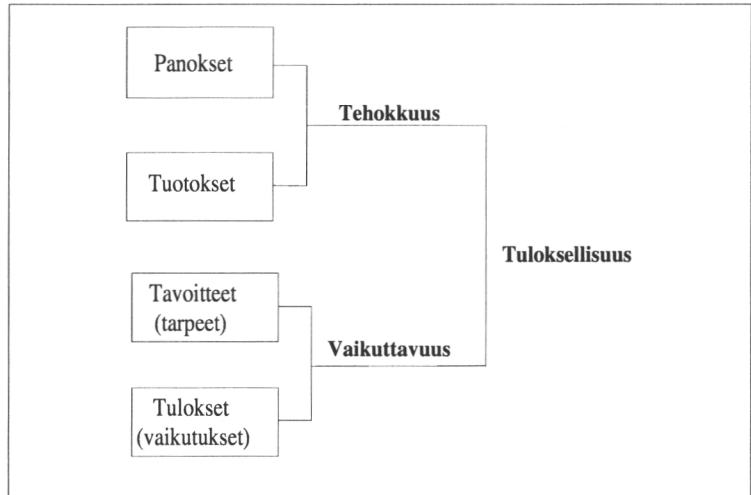 Panokset
Tehokkuus
Tuotokset
Tuloksellisuus
Tavoitteet
(tarpeet)
Vaikuttavuus
Tulokset
(vaikutukset)